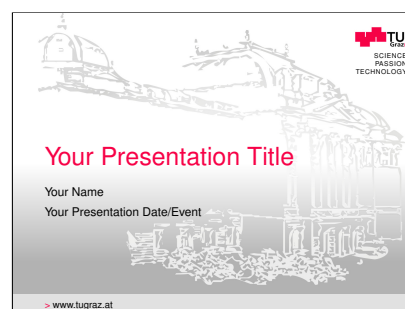 TU
Graz
SCIENCE
PASSION
TECHNOLOGY
Your Presentation Title
Your Name
Your Presentation Date/Event
> www.tugraz.at